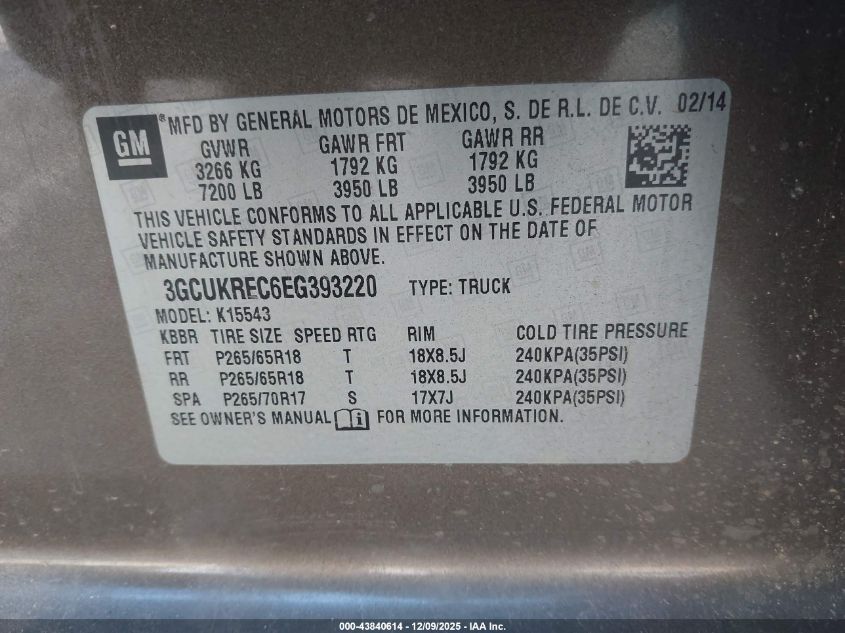 GM ®MFD BY GENERAL MOTORS DE MEXICO, S. DE R.L. DE C.V. 02/14
GVWR GAWR FRT GAWR RR
3266 KG 1792 KG 1792 KG
7200 LB 3950 LB 3950 LB
THIS VEHICLE CONFORMS TO ALL APPLICABLE U.S. FEDERAL MOTOR
VEHICLE SAFETY STANDARDS IN EFFECT ON THE DATE OF
MANUFACTURE SHOWN ABOVE.
3GCUKREC6EG393220 TYPE: TRUCK
MODEL: K15543
KBBR TIRE SIZE SPEED RTG RIM COLD TIRE PRESSURE
FRT P265/65R18 T 18X8.5J 240KPA(35PSI)
RR P265/65R18 T 18X8.5J 240KPA(35PSI)
SPA P265/70R17 S 17X7J 240KPA(35PSI)
SEE OWNER'S MANUAL FOR MORE INFORMATION.
000-43840614 - 12/09/2025 - IAA Inc.